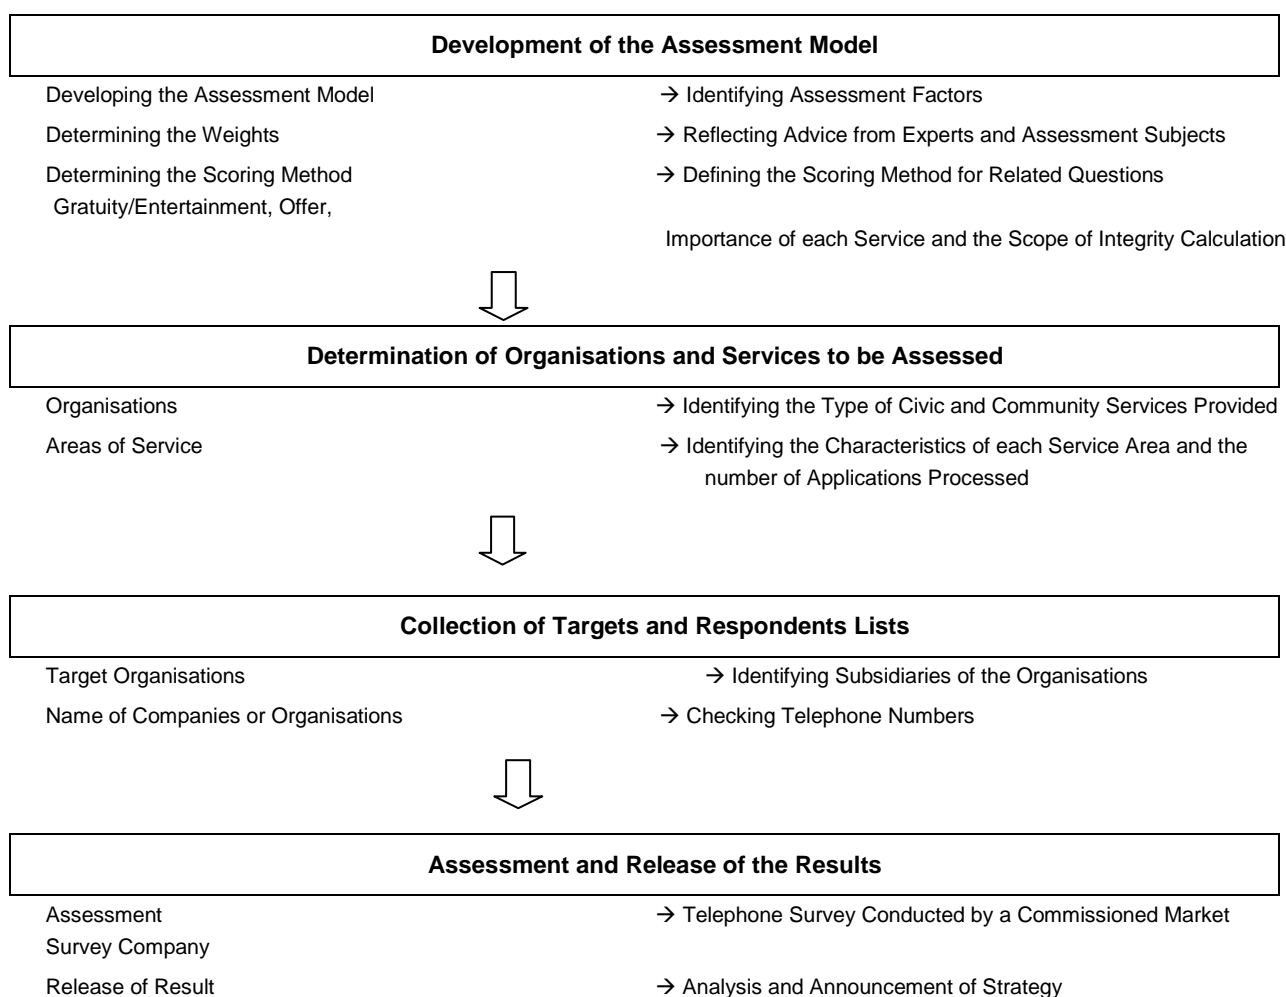 Development of the Assessment Model
Developing the Assessment Model → Identifying Assessment Factors
Determining the Weights → Reflecting Advice from Experts and Assessment Subjects
Determining the Scoring Method → Defining the Scoring Method for Related Questions
Gratuity/Entertainment, Offer,
Importance of each Service and the Scope of Integrity Calculation
Determination of Organisations and Services to be Assessed
Organisations → Identifying the Type of Civic and Community Services Provided
Areas of Service → Identifying the Characteristics of each Service Area and the
number of Applications Processed
Collection of Targets and Respondents Lists
Target Organisations → Identifying Subsidiaries of the Organisations
Name of Companies or Organisations → Checking Telephone Numbers
Assessment and Release of the Results
Assessment → Telephone Survey Conducted by a Commissioned Market
Survey Company
Release of Result → Analysis and Announcement of Strategy